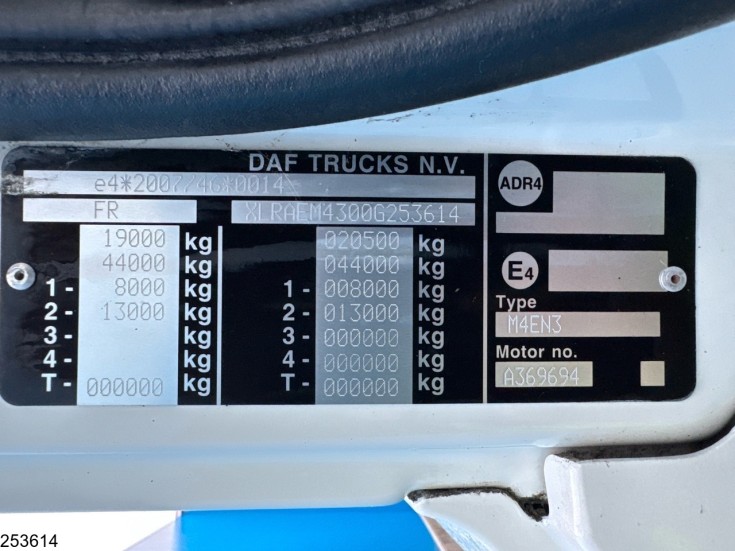 DAF TRUCKS N.V.
e4*2007/46*0014
FR XLRAEM4300G253614
19000 kg 020500 kg
44000 kg 044000 kg
1- 8000 kg 1- 008000 kg
2- 13000 kg 2- 013000 kg
3- kg 3- 000000 kg
4- kg 4- 000000 kg
T- 000000 kg T- 000000 kg
ADR4
E4
Type
M4EN3
Motor no.
A369694
253614